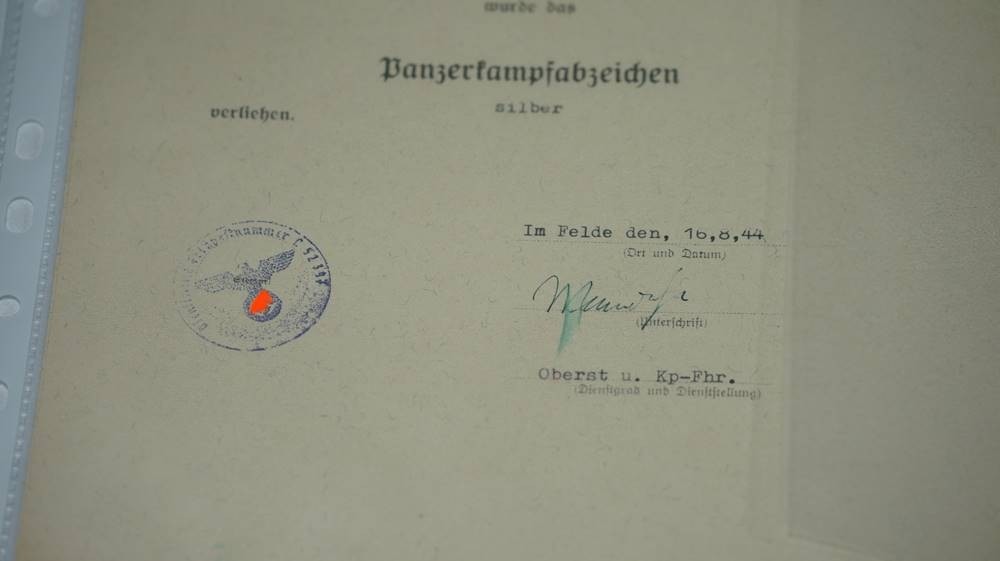 wurde das
Panzerkampfabzeichen
silber
verliehen.
Im Felde den, 16,8,44
(Ort und Datum)
(Unterschrift)
Oberst u. Kp-Fhr.
(Dienstgrad und Dienststellung)